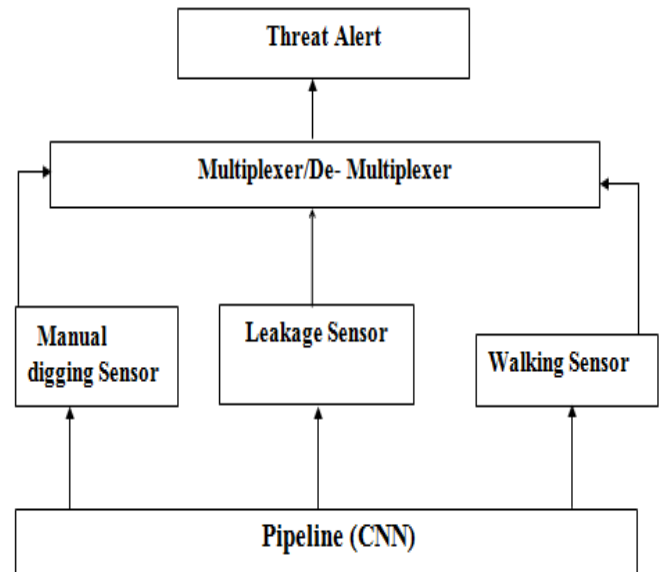 Threat Alert
Multiplexer/De- Multiplexer
Manual
digging Sensor
Leakage Sensor
Walking Sensor
Pipeline (CNN)